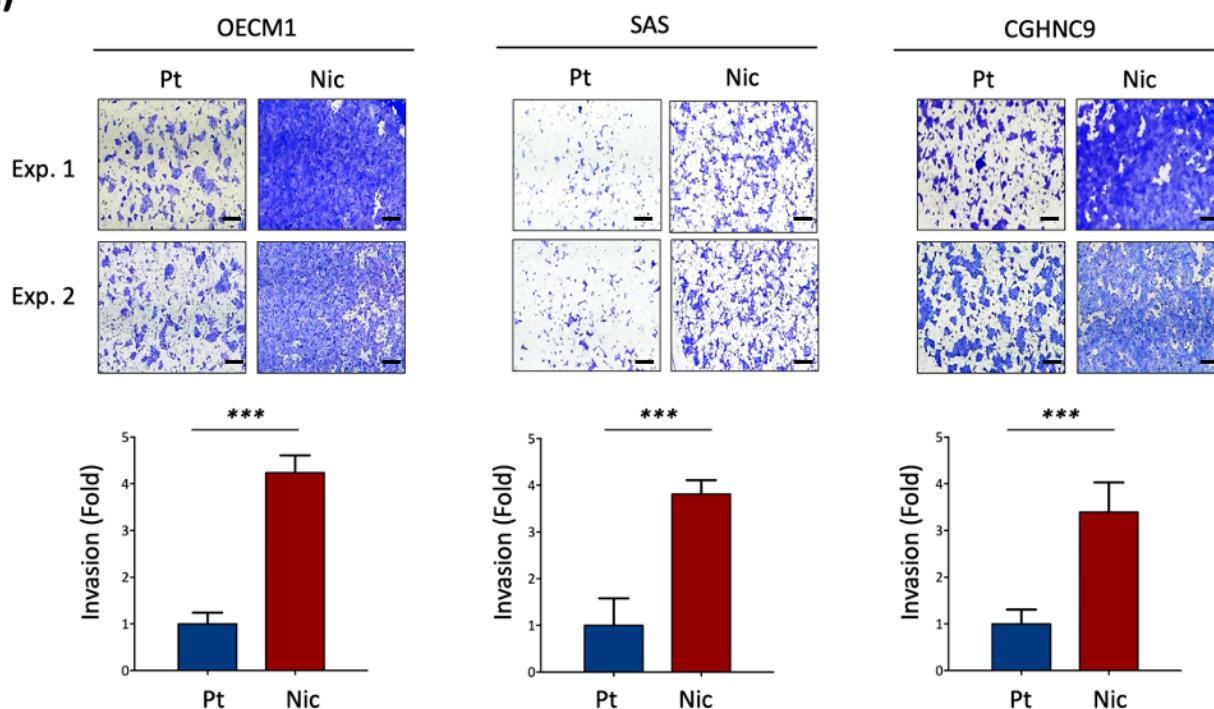 OECM1 SAS CGHNC9
Pt Nic Pt Nic Pt Nic
Exp. 1
Exp. 2
*** *** ***
5 5 5
4 4 4
3 3 3
2 2 2
1 1 1
0 0 0
Invasion (Fold) Invasion (Fold) Invasion (Fold)
Pt Nic Pt Nic Pt Nic